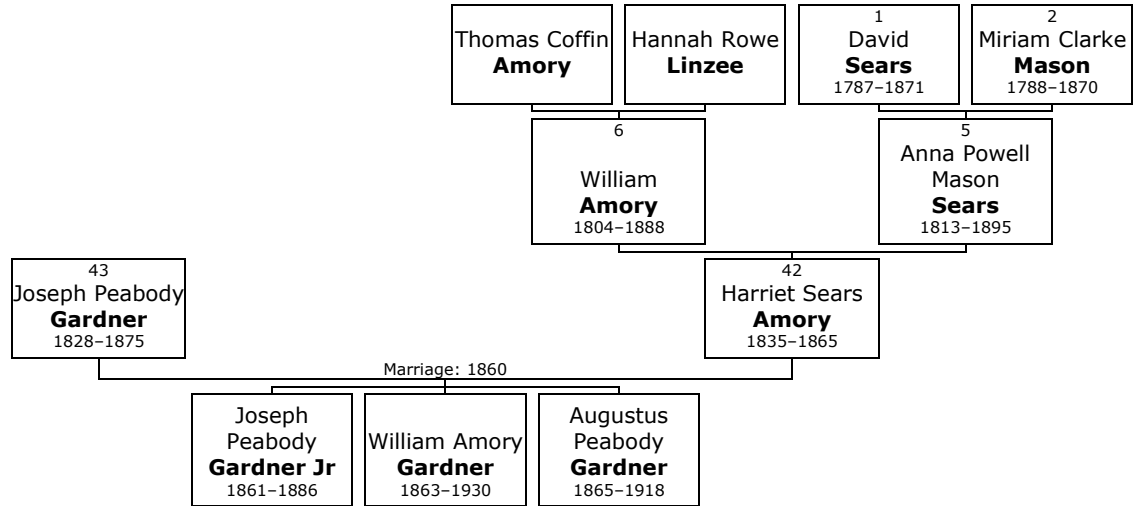 Thomas Coffin
Amory
Hannah Rowe
Linzee
1
David
Sears
1787–1871
2
Miriam Clarke
Mason
1788–1870
6
William
Amory
1804–1888
5
Anna Powell
Mason
Sears
1813–1895
43
Joseph Peabody
Gardner
1828–1875
42
Harriet Sears
Amory
1835–1865
Marriage: 1860
Joseph
Peabody
Gardner Jr
1861–1886
William Amory
Gardner
1863–1930
Augustus
Peabody
Gardner
1865–1918